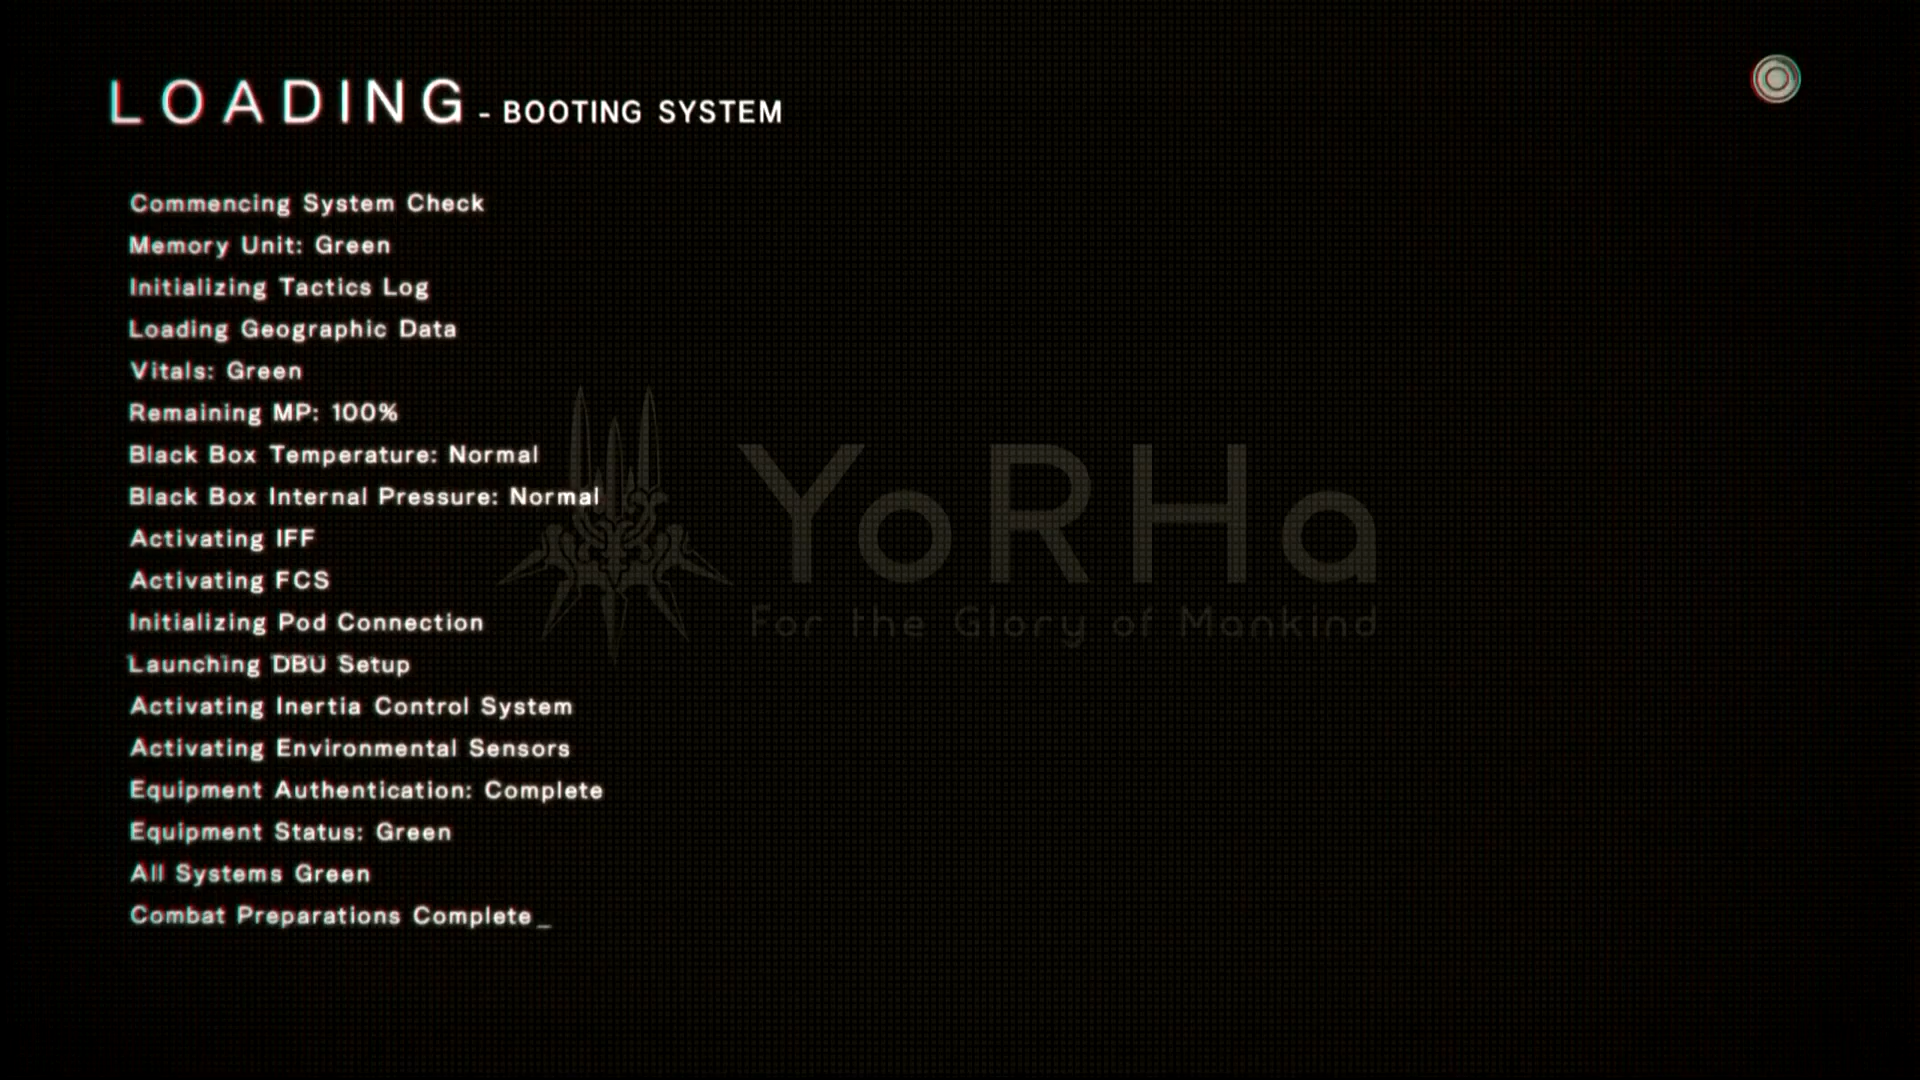 LOADING - BOOTING SYSTEM
Commencing System Check
Memory Unit: Green
Initializing Tactics Log
Loading Geographic Data
Vitals: Green
Remaining MP: 100%
Black Box Temperature: Normal
Black Box Internal Pressure: Normal
Activating IFF
Activating FCS
Initializing Pod Connection
Launching DBU Setup
Activating Inertia Control System
Activating Environmental Sensors
Equipment Authentication: Complete
Equipment Status: Green
All Systems Green
Combat Preparations Complete_
YoRHa
For the Glory of Mankind